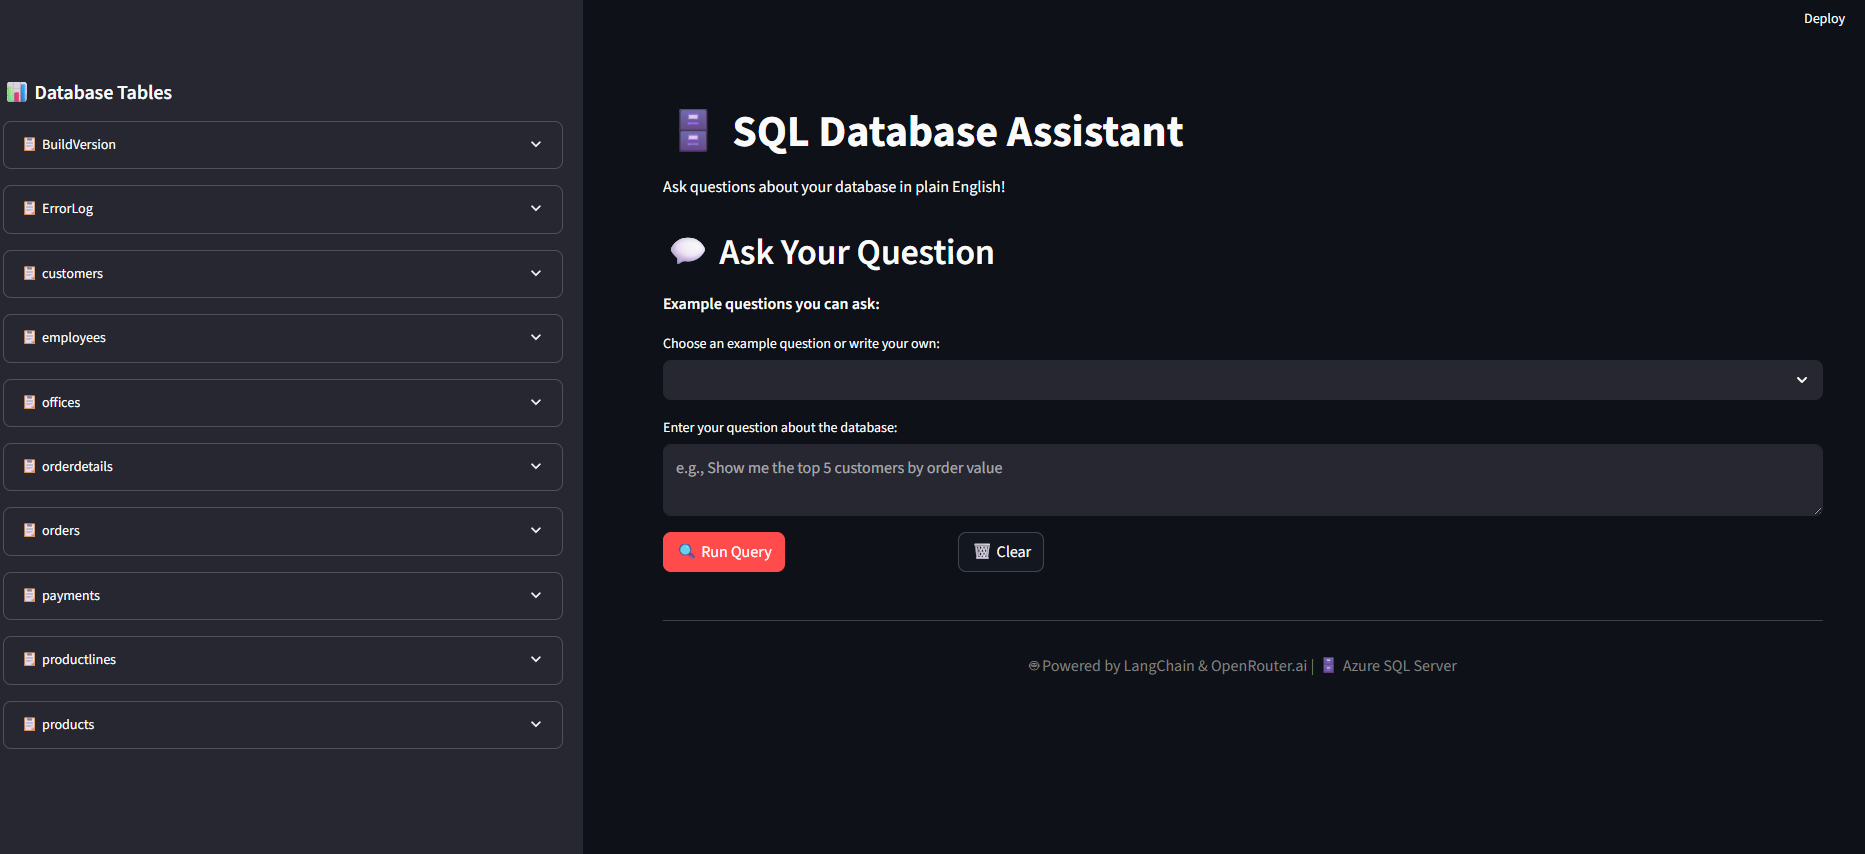 Deploy
Database Tables
BuildVersion
ErrorLog
customers
employees
offices
orderdetails
orders
payments
productlines
products
SQL Database Assistant
Ask questions about your database in plain English!
Ask Your Question
Example questions you can ask:
Choose an example question or write your own:
Enter your question about the database:
e.g., Show me the top 5 customers by order value
Run Query
Clear
Powered by LangChain & OpenRouter.ai | Azure SQL Server